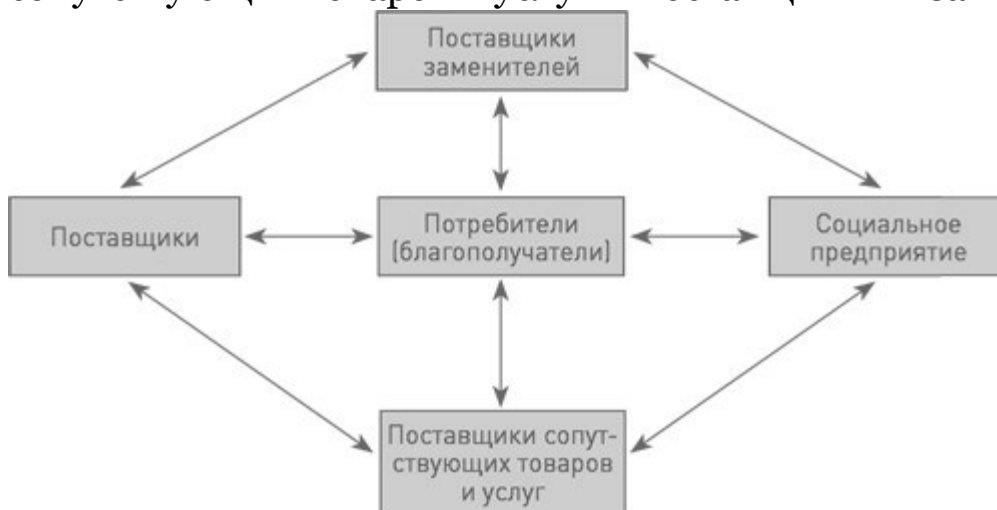 Поставщики
заменителей
Поставщики
Потребители
(благополучатели)
Социальное
предприятие
Поставщики сопут-
ствующих товаров
и услуг